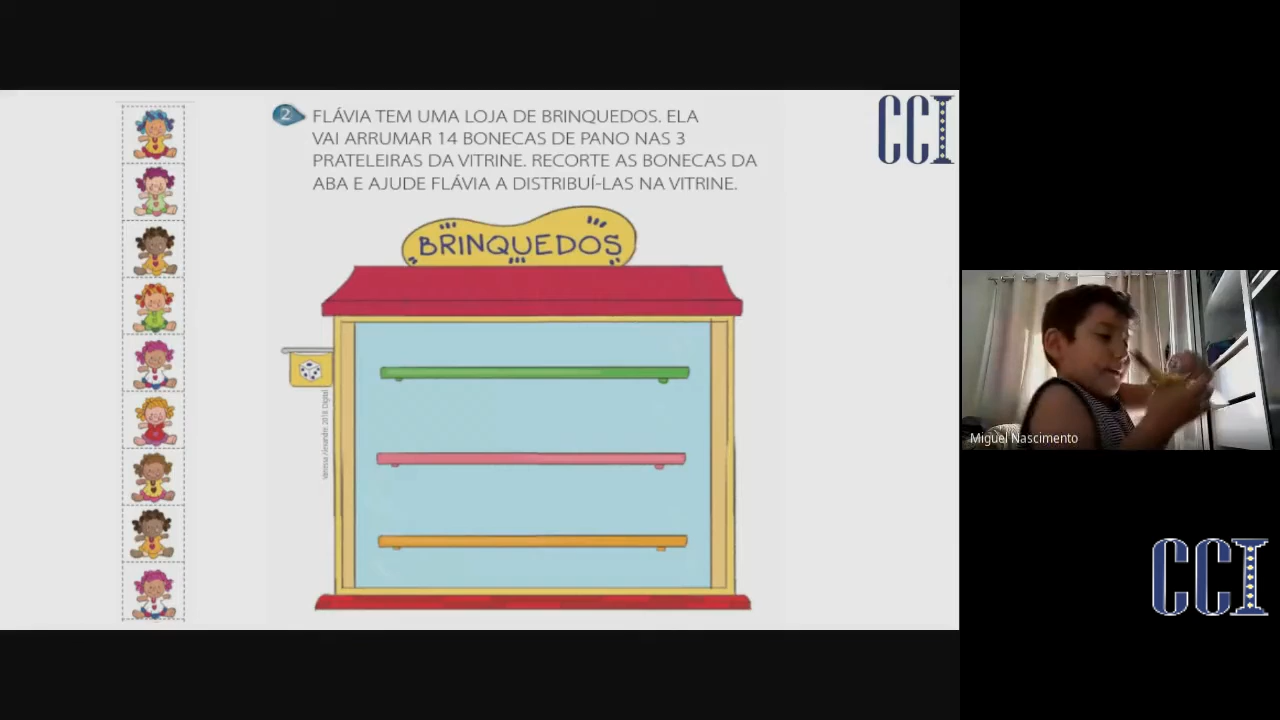 2
FLÁVIA TEM UMA LOJA DE BRINQUEDOS. ELA
VAI ARRUMAR 14 BONECAS DE PANO NAS 3
PRATELEIRAS DA VITRINE. RECORTE AS BONECAS DA
ABA E AJUDE FLÁVIA A DISTRIBUÍ-LAS NA VITRINE.
CCI
BRINQUEDOS
Miguel Nascimento
CCI